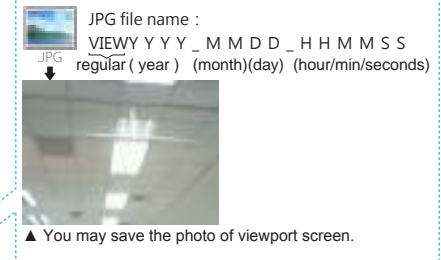 JPG file name :
VIEWY Y Y Y _ M M D D _ H H M M S S
.JPG
regular ( year ) (month)(day) (hour/min/seconds)
▲ You may save the photo of viewport screen.